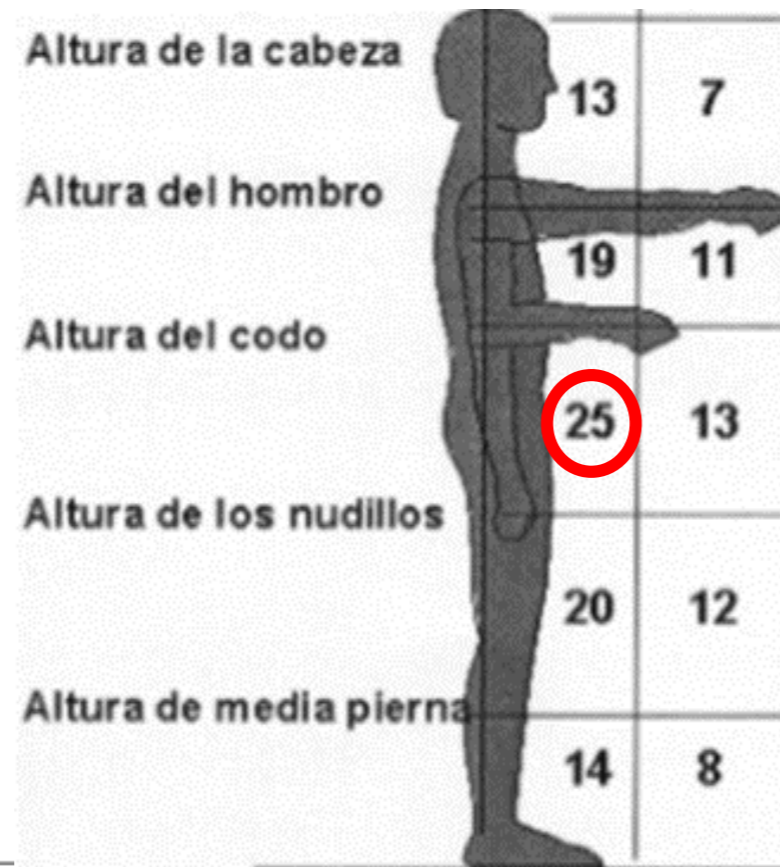 Altura de la cabeza
13 7
Altura del hombro
19 11
Altura del codo
25 13
Altura de los nudillos
20 12
Altura de media pierna
14 8